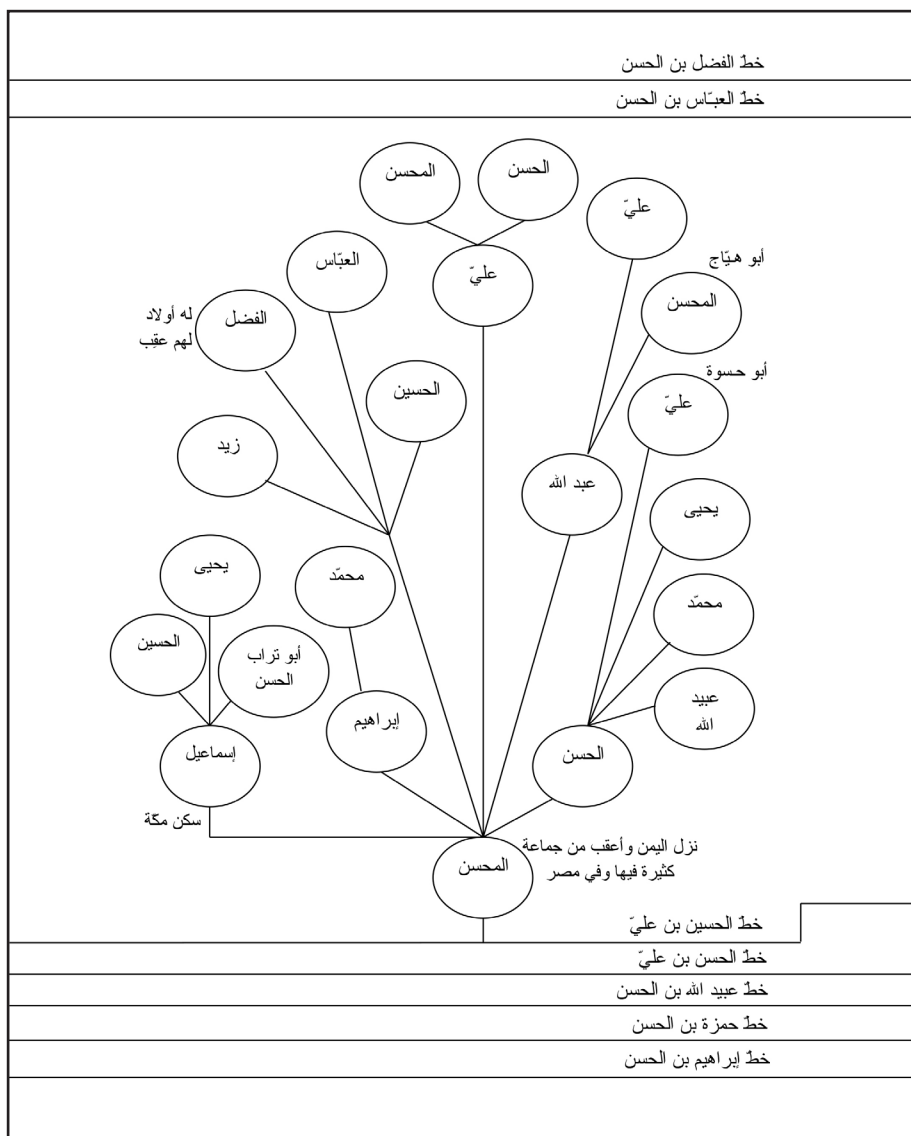 خطّ الفضل بن الحسن
خطّ العبّاس بن الحسن
الحسن
المحسن
عليّ
عليّ
العبّاس
أبو هيّاج
المحسن
الفضل
له أولاد
لهم عقِب
أبو حسوة
عليّ
الحسين
زيد
عبد الله
يحيى
يحيى
محمّد
محمّد
الحسين
أبو تراب
الحسن
عبيد
الله
إبراهيم
الحسن
إسماعيل
سكن مكّة
نزل اليمن وأعقب من جماعة
كثيرة فيها وفي مصر
المحسن
خطّ الحسين بن عليّ
خطّ الحسن بن عليّ
خطّ عبيد الله بن الحسن
خطّ حمزة بن الحسن
خطّ إبراهيم بن الحسن